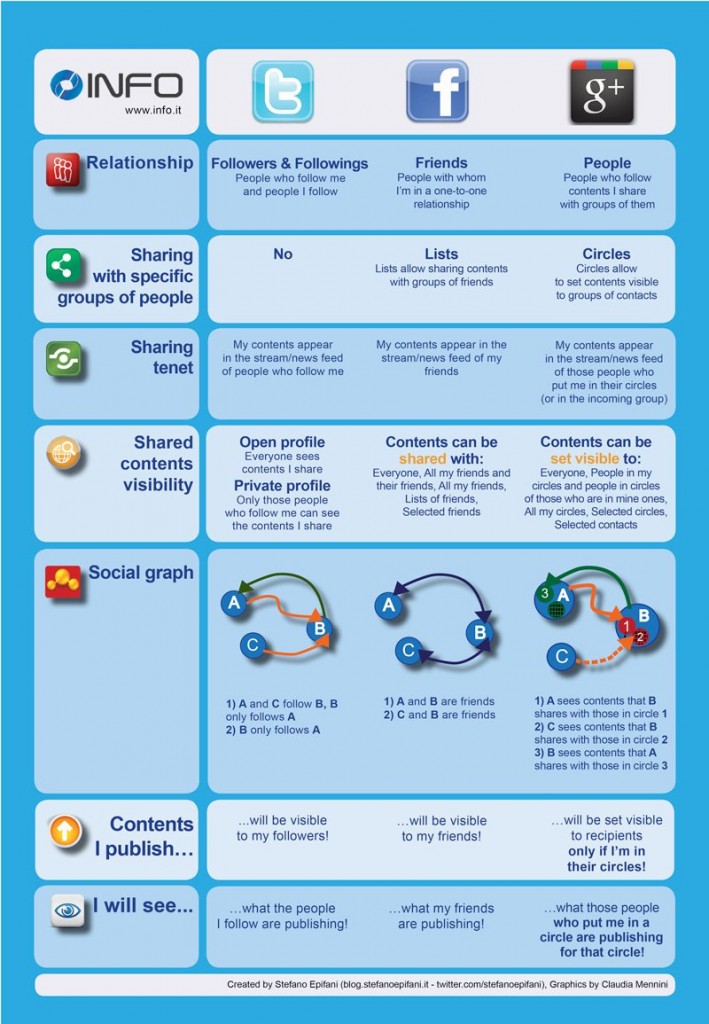 INFO
www.info.it
t
f
g+
Relationship
Followers & Followings
People who follow me
and people I follow
Friends
People with whom
I'm in a one-to-one
relationship
People
People who follow
contents I share
with groups of them
Sharing
with specific
groups of people
No
Lists
Lists allow sharing contents
with groups of friends
Circles
Circles allow
to set contents visible
to groups of contacts
Sharing
tenet
My contents appear
in the stream/news feed
of people who follow me
My contents appear in the
stream/news feed of my
friends
My contents appear
in the stream/news feed
of those people who
put me in their circles
(or in the incoming group)
Shared
contents
visibility
Open profile
Everyone sees
contents I share
Private profile
Only those people
who follow me can see
the contents I share
Contents can be
shared with:
Everyone, All my friends and
their friends, All my friends,
Lists of friends,
Selected friends
Contents can be
set visible to:
Everyone, People in my
circles and people in circles
of those who are in mine ones,
All my circles, Selected circles,
Selected contacts
Social graph
A
B
C
1) A and C follow B, B
only follows A
2) B only follows A
A
B
C
1) A and B are friends
2) C and B are friends
3 A
B
1
2
C
1) A sees contents that B
shares with those in circle 1
2) C sees contents that B
shares with those in circle 2
3) B sees contents that A
shares with those in circle 3
Contents
I publish…
…will be visible
to my followers!
…will be visible
to my friends!
…will be set visible
to recipients
only if I'm in
their circles!
I will see...
…what the people
I follow are publishing!
…what my friends
are publishing!
…what those people
who put me in a
circle are publishing
for that circle!
Created by Stefano Epifani (blog.stefanoepifani.it - twitter.com/stefanoepifani), Graphics by Claudia Mennini